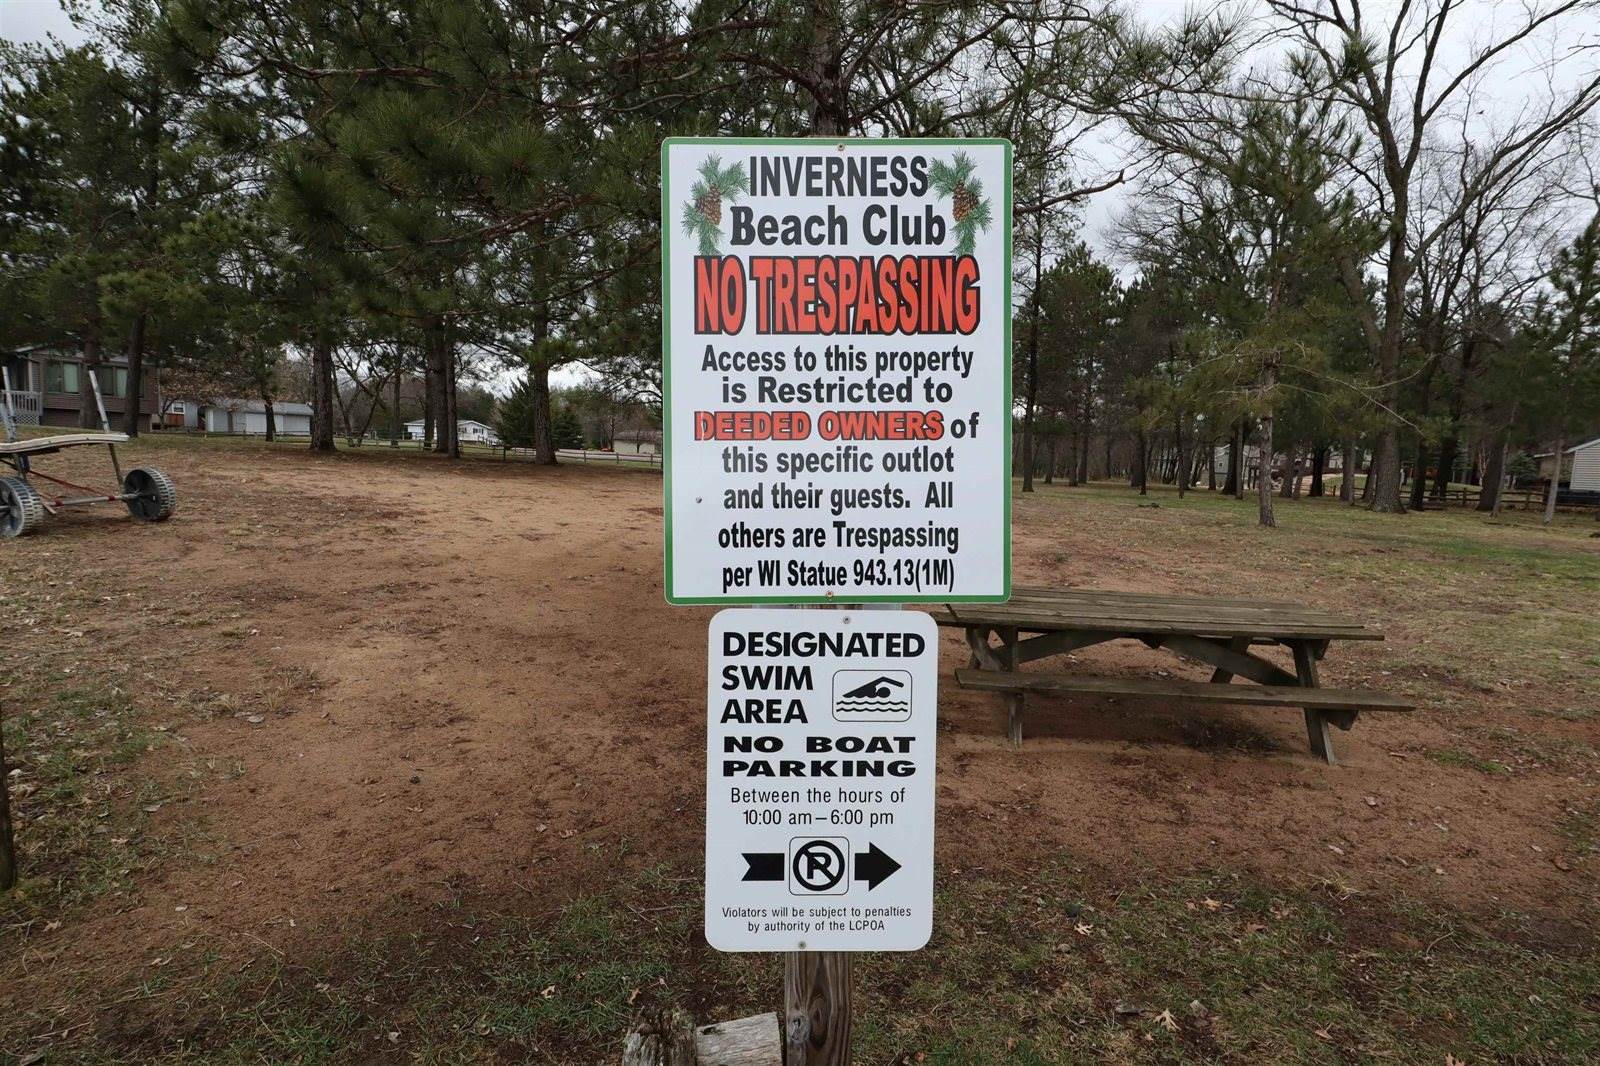 INVERNESS
Beach Club
NO TRESPASSING
Access to this property
is Restricted to
DEEDED OWNERS of
this specific outlot
and their guests. All
others are Trespassing
per WI Statue 943.13(1M)
DESIGNATED
SWIM
AREA
NO BOAT
PARKING
Between the hours of
10:00 am – 6:00 pm
P
Violators will be subject to penalties
by authority of the LCPOA